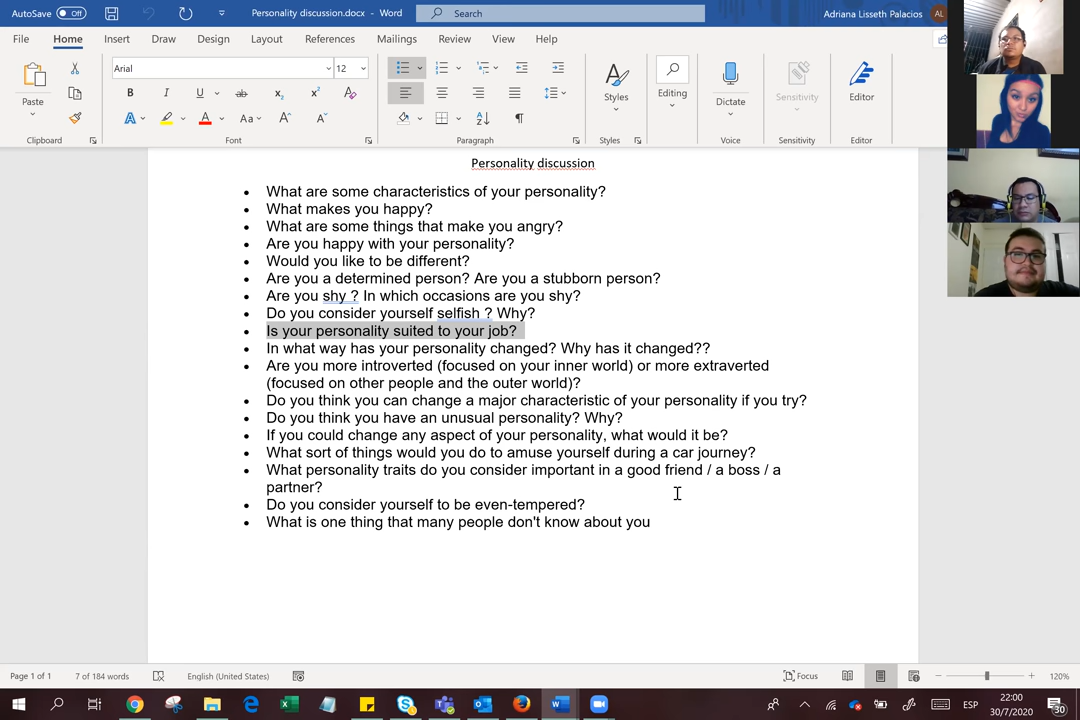 AutoSave Off Personality discussion.docx - Word Search Adriana Lisseth Palacios AL
File Home Insert Draw Design Layout References Mailings Review View Help
Arial 12
Paste B I U ab x₂ x² Styles Editing Dictate Sensitivity Editor
A A Aa A A
Clipboard Font Paragraph Styles Voice Sensitivity Editor
Personality discussion
• What are some characteristics of your personality?
• What makes you happy?
• What are some things that make you angry?
• Are you happy with your personality?
• Would you like to be different?
• Are you a determined person? Are you a stubborn person?
• Are you shy ? In which occasions are you shy?
• Do you consider yourself selfish ? Why?
• Is your personality suited to your job?
• In what way has your personality changed? Why has it changed??
• Are you more introverted (focused on your inner world) or more extraverted
(focused on other people and the outer world)?
• Do you think you can change a major characteristic of your personality if you try?
• Do you think you have an unusual personality? Why?
• If you could change any aspect of your personality, what would it be?
• What sort of things would you do to amuse yourself during a car journey?
• What personality traits do you consider important in a good friend / a boss / a
partner?
• Do you consider yourself to be even-tempered?
• What is one thing that many people don't know about you
Page 1 of 1 7 of 184 words English (United States) Focus 120%
ESP 22:00
30/7/2020 30